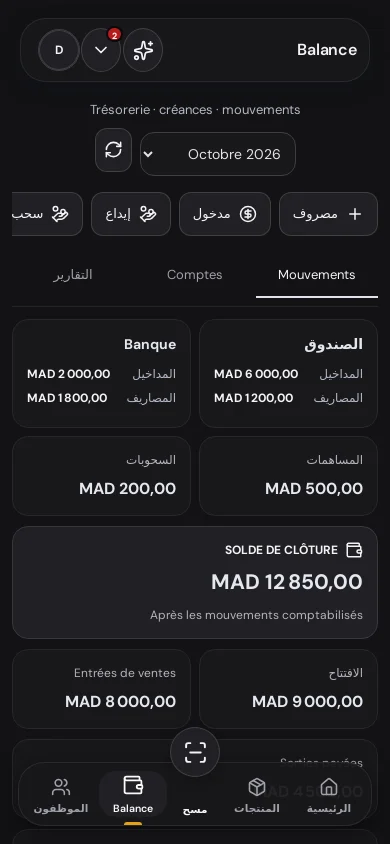 Balance
2
D
Trésorerie · créances · mouvements
Octobre 2026
مصروف
مدخول
إيداع
سحب
Mouvements
Comptes
التقارير
الصندوق
المداخيل MAD 6 000,00
المصاريف MAD 1 200,00
Banque
المداخيل MAD 2 000,00
المصاريف MAD 1 800,00
المساهمات
MAD 500,00
السحوبات
MAD 200,00
SOLDE DE CLÔTURE
MAD 12 850,00
Après les mouvements comptabilisés
الافتتاح
MAD 9 000,00
Entrées de ventes
MAD 8 000,00
الرئيسية
المنتجات
مسح
Balance
الموظفون